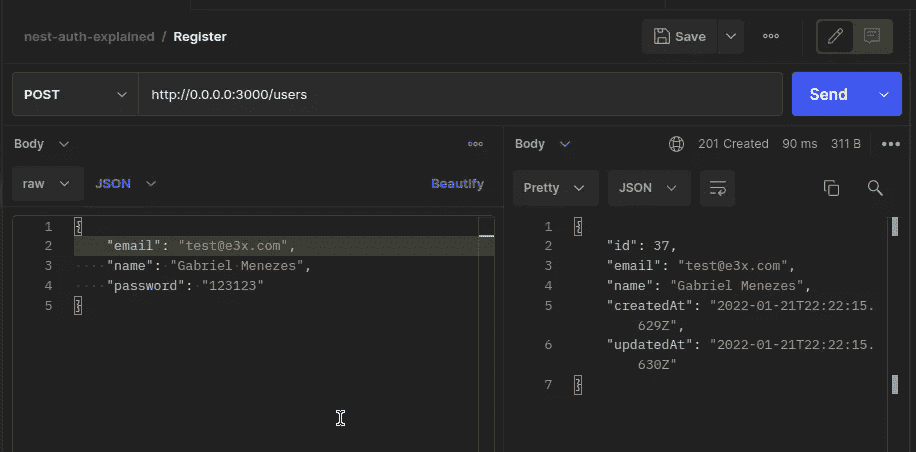 nest-auth-explained / Register
Save
POST
http://0.0.0.0:3000/users
Send
Body
raw
JSON
Beautify
1 {
2 "email": "test@e3x.com",
3 "name": "Gabriel Menezes",
4 "password": "123123"
5 }
Body
201 Created 90 ms 311 B
Pretty
JSON
1 {
2 "id": 37,
3 "email": "test@e3x.com",
4 "name": "Gabriel Menezes",
5 "createdAt": "2022-01-21T22:22:15.
629Z",
6 "updatedAt": "2022-01-21T22:22:15.
630Z"
7 }